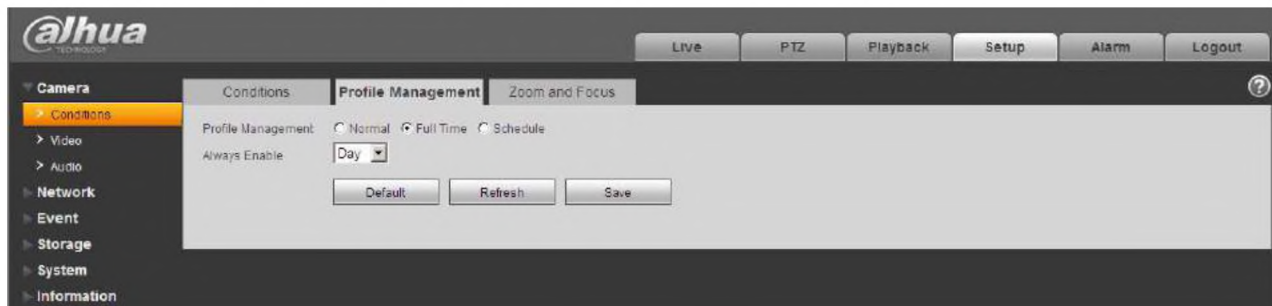 alhua
TECHNOLOGY
Live PTZ Playback Setup Alarm Logout
Camera
Conditions Profile Management Zoom and Focus
> Conditions
Profile Management Normal Full Time Schedule
> Video
Always Enable Day
> Audio
Network
Default Refresh Save
Event
Storage
System
Information